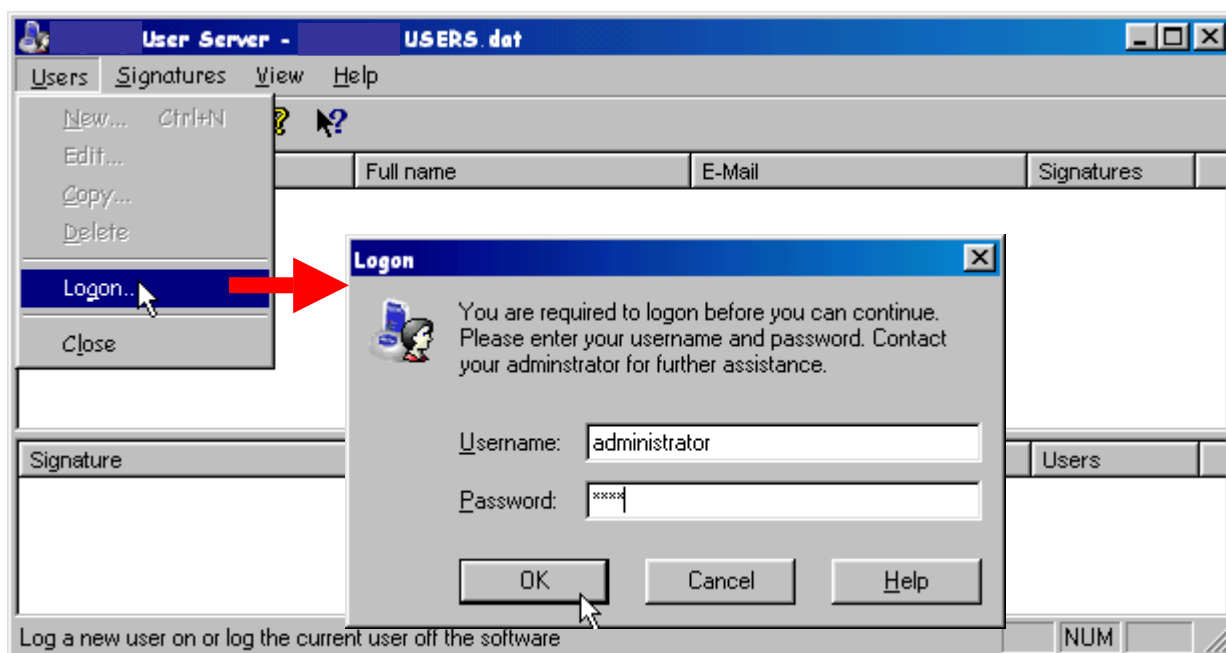 User Server - USERS.dat
Users Signatures View Help
New... Ctrl+N
Edit...
Copy...
Delete
Logon...
Close
Full name E-Mail Signatures
Logon
You are required to logon before you can continue.
Please enter your username and password. Contact
your adminstrator for further assistance.
Username: administrator
Password: ****
OK Cancel Help
Signature Users
Log a new user on or log the current user off the software NUM